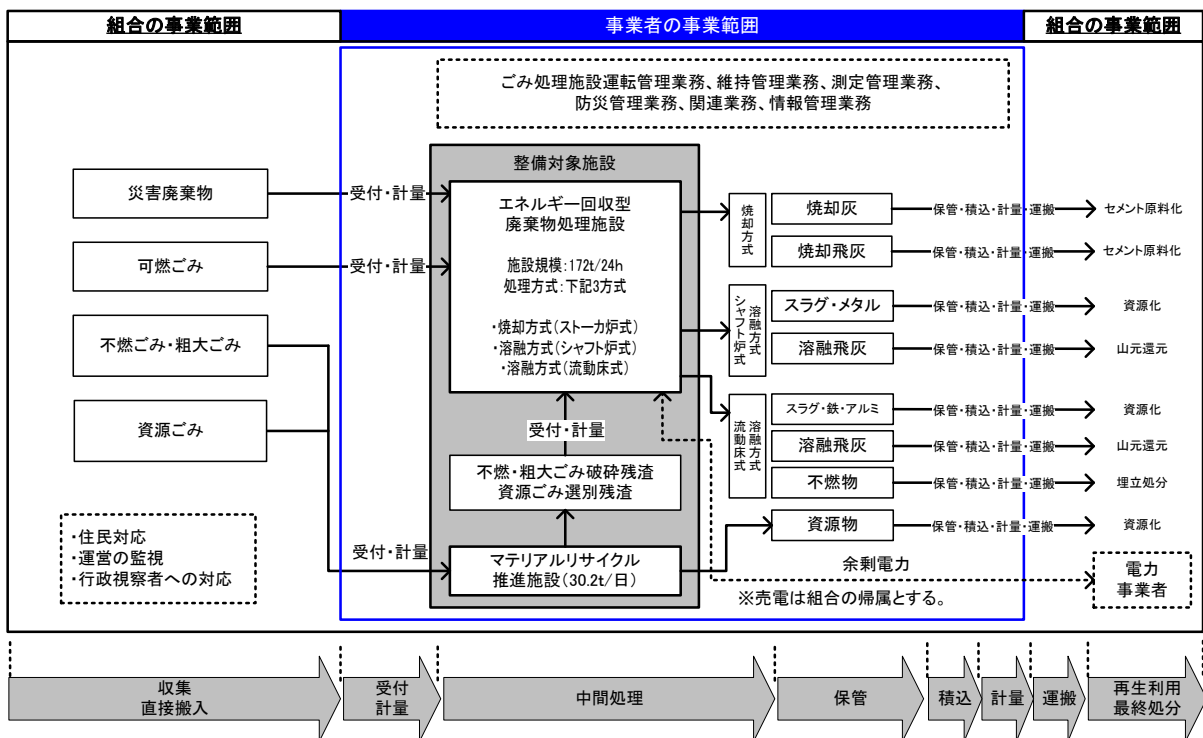 組合の事業範囲
事業者の事業範囲
組合の事業範囲
ごみ処理施設運転管理業務、維持管理業務、測定管理業務、
防災管理業務、関連業務、情報管理業務
整備対象施設
災害廃棄物
可燃ごみ
不燃ごみ・粗大ごみ
資源ごみ
受付・計量
受付・計量
受付・計量
エネルギー回収型
廃棄物処理施設
施設規模:172t/24h
処理方式:下記3方式
・焼却方式(ストーカ炉式)
・溶融方式(シャフト炉式)
・溶融方式(流動床式)
受付・計量
不燃・粗大ごみ破砕残渣
資源ごみ選別残渣
マテリアルリサイクル
推進施設(30.2t/日)
焼却方式
焼却灰
保管・積込・計量・運搬
セメント原料化
焼却飛灰
保管・積込・計量・運搬
セメント原料化
溶融方式
シャフト炉式
スラグ・メタル
保管・積込・計量・運搬
資源化
溶融飛灰
保管・積込・計量・運搬
山元還元
溶融方式
流動床式
スラグ・鉄・アルミ
保管・積込・計量・運搬
資源化
溶融飛灰
保管・積込・計量・運搬
山元還元
不燃物
保管・積込・計量・運搬
埋立処分
資源物
保管・積込・計量・運搬
資源化
余剰電力
※売電は組合の帰属とする。
電力
事業者
・住民対応
・運営の監視
・行政視察者への対応
収集
直接搬入
受付
計量
中間処理
保管
積込
計量
運搬
再生利用
最終処分